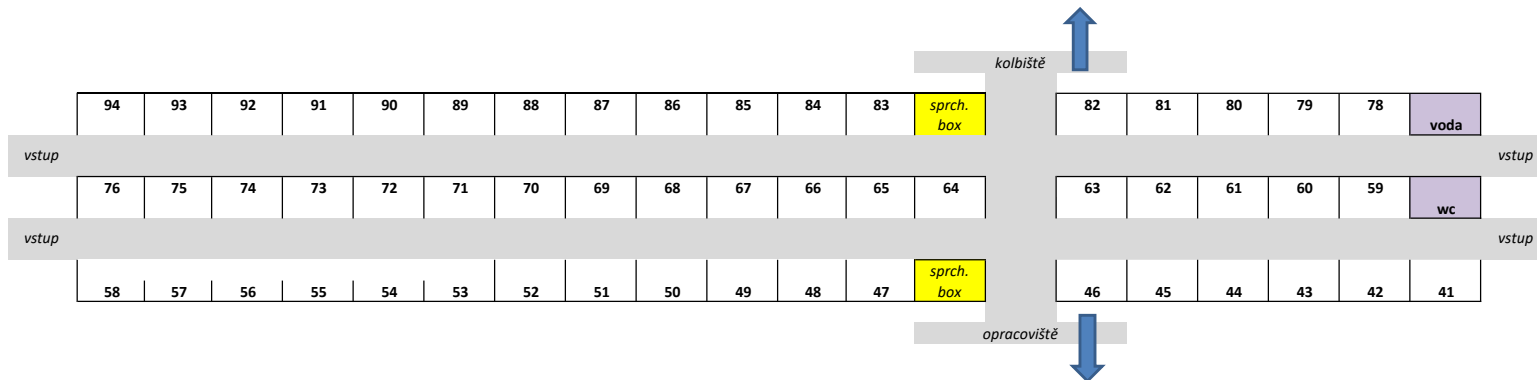 kolbiště
94 93 92 91 90 89 88 87 86 85 84 83 sprch. 82 81 80 79 78
box voda
vstup vstup
76 75 74 73 72 71 70 69 68 67 66 65 64 63 62 61 60 59
wc
vstup vstup
sprch.
58 57 56 55 54 53 52 51 50 49 48 47 box 46 45 44 43 42 41
opracoviště